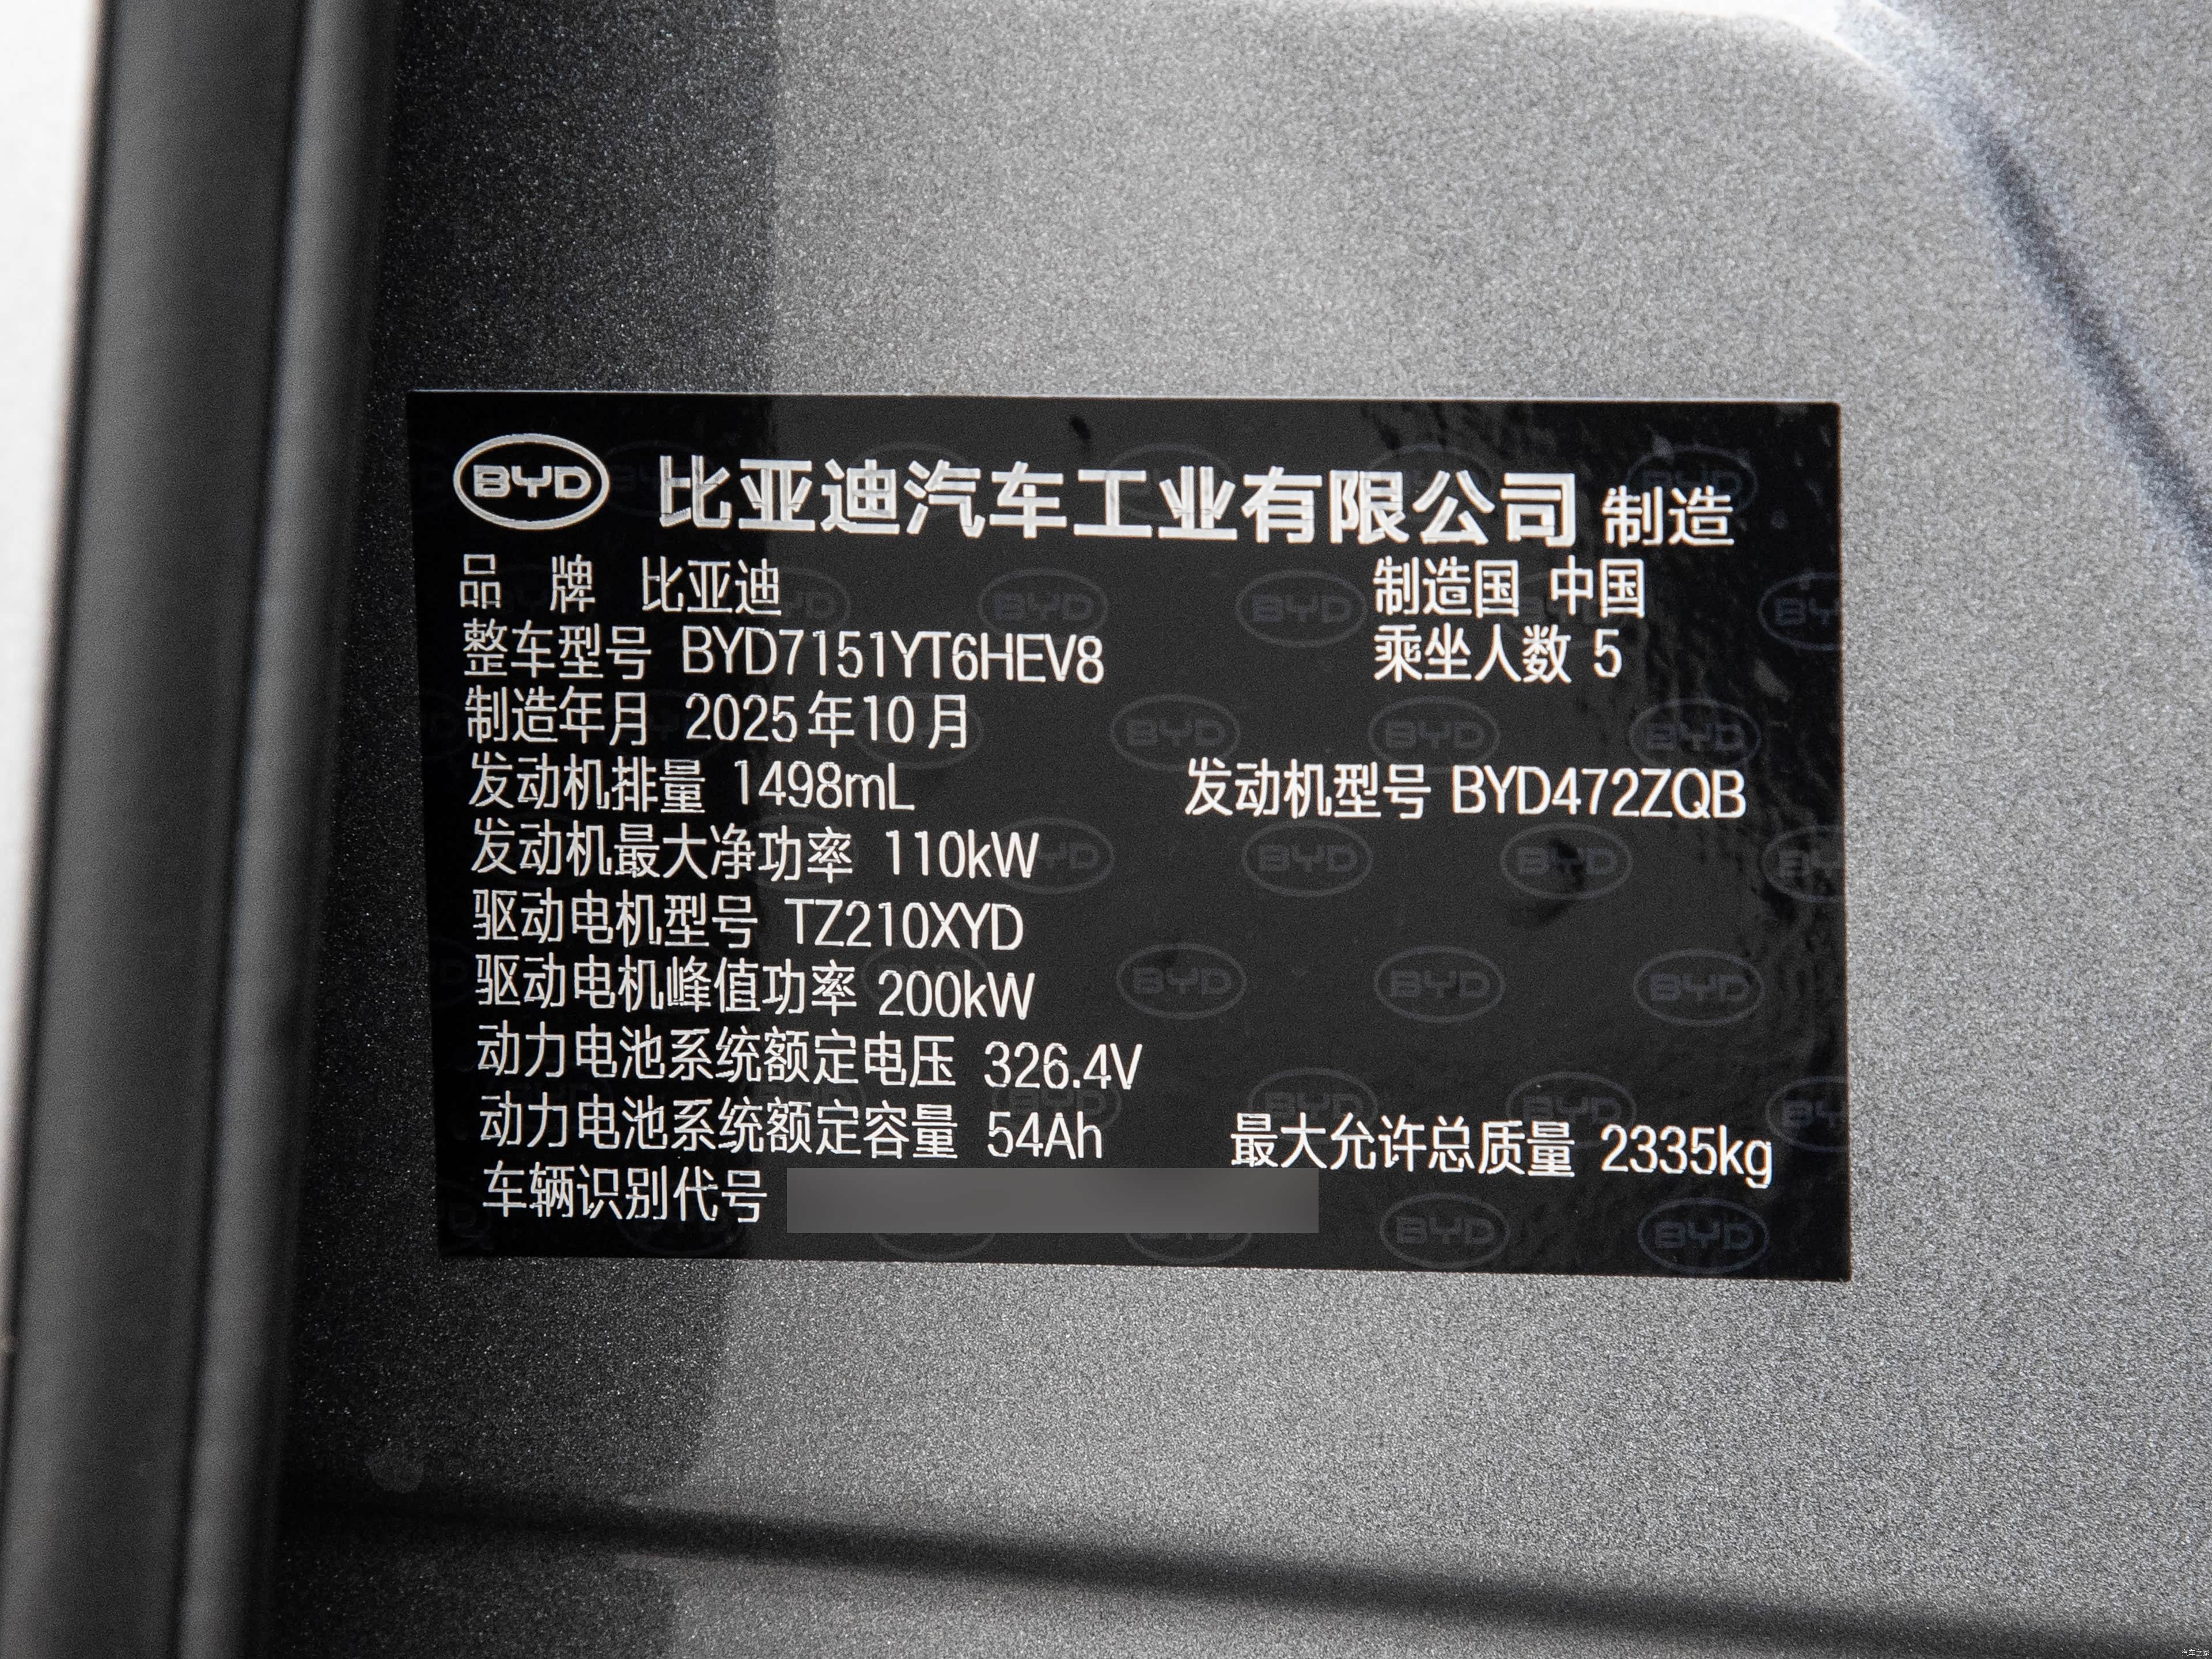 BYD 比亚迪汽车工业有限公司 制造
品 牌 比亚迪 制造国 中国
整车型号 BYD7151YT6HEV8 乘坐人数 5
制造年月 2025年10月
发动机排量 1498mL 发动机型号 BYD472ZQB
发动机最大净功率 110kW
驱动电机型号 TZ210XYD
驱动电机峰值功率 200kW
动力电池系统额定电压 326.4V
动力电池系统额定容量 54Ah 最大允许总质量 2335kg
车辆识别代号
汽车之家